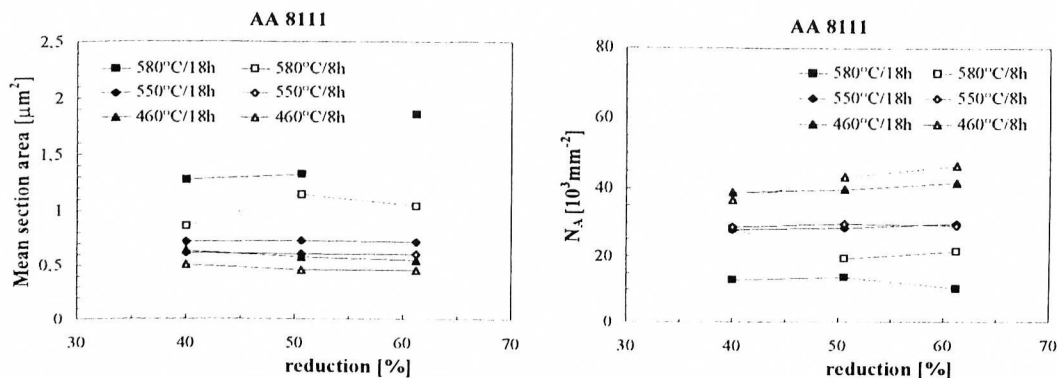 AA 8111
2.5
2
1.5
1
0.5
0
30 40 50 60 70
Mean section area [μm²]
reduction [%]
580°C/18h 580°C/8h
550°C/18h 550°C/8h
460°C/18h 460°C/8h
AA 8111
80
60
40
20
0
30 40 50 60 70
N_A [10³mm⁻²]
reduction [%]
580°C/18h 580°C/8h
550°C/18h 550°C/8h
460°C/18h 460°C/8h